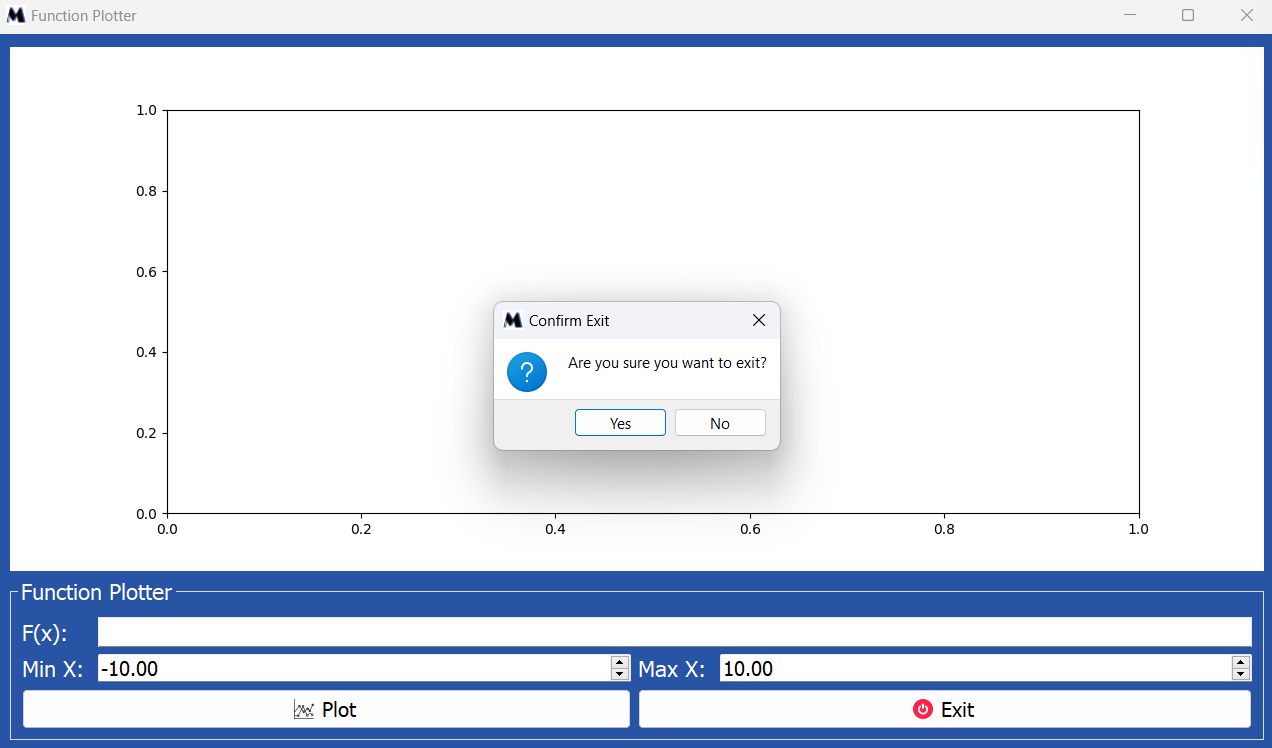 Function Plotter
1.0
0.8
0.6
0.4
0.2
0.0
0.0 0.2 0.4 0.6 0.8 1.0
Confirm Exit
Are you sure you want to exit?
Yes No
Function Plotter
F(x):
Min X: -10.00 Max X: 10.00
Plot Exit